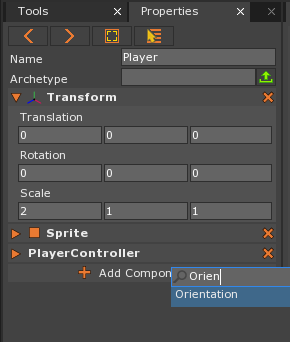 Tools Properties
Name Player
Archetype
Transform
Translation
0 0 0
Rotation
0 0 0
Scale
2 1 1
Sprite
PlayerController
Add Compon
Orien
Orientation